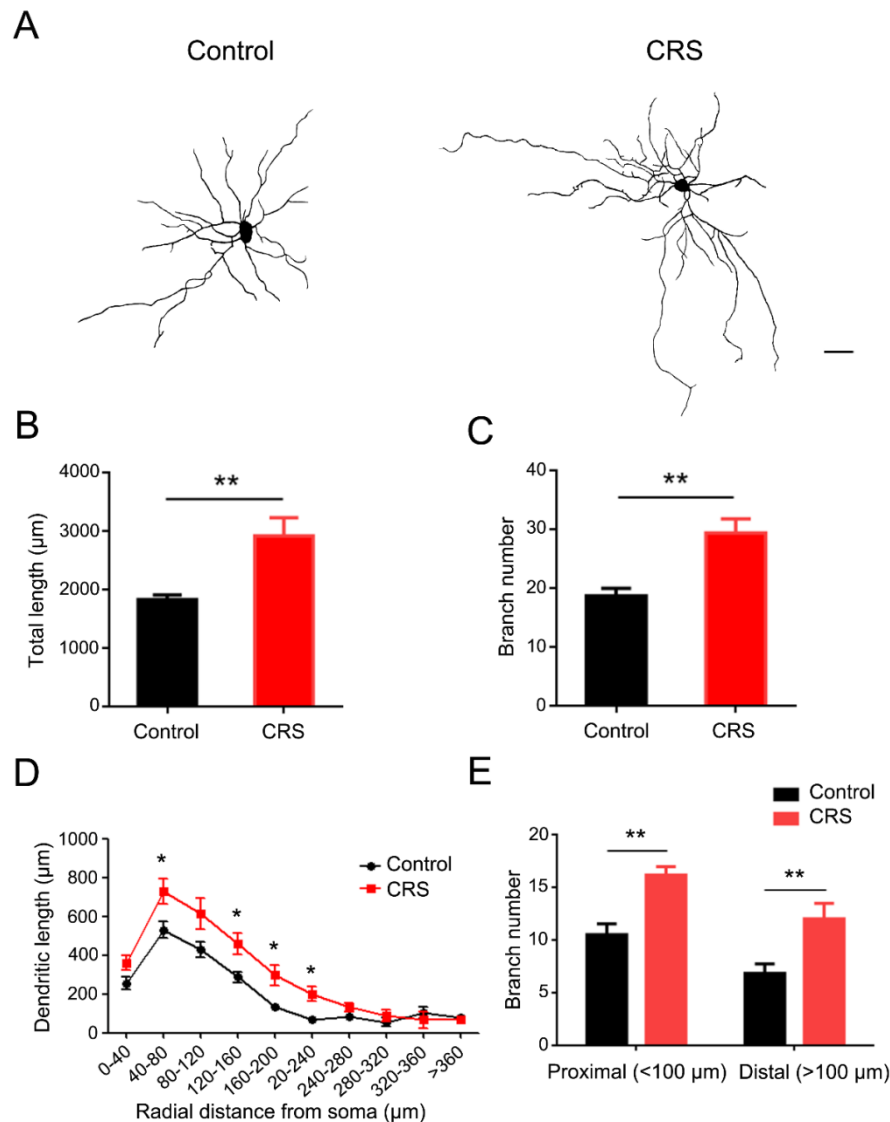 A
Control
CRS
B
Total length (μm)
4000
3000
2000
1000
0
**
Control
CRS
C
Branch number
40
30
20
10
0
**
Control
CRS
D
Dendritic length (μm)
1000
800
600
400
200
0
*
*
*
*
Control
CRS
0-40
40-80
80-120
120-160
160-200
20-240
240-280
280-320
320-360
>360
Radial distance from soma (μm)
E
Control
CRS
Branch number
20
15
10
5
0
**
**
Proximal (<100 μm)
Distal (>100 μm)